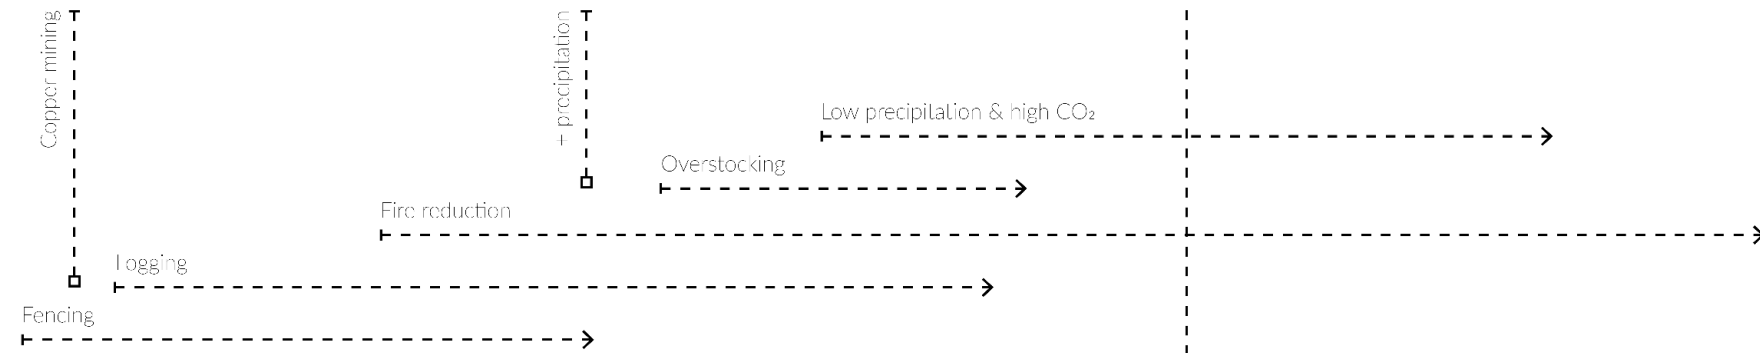 Copper mining
+ precipitation
Low precipitation & high CO₂
Overstocking
Fire reduction
Logging
Fencing